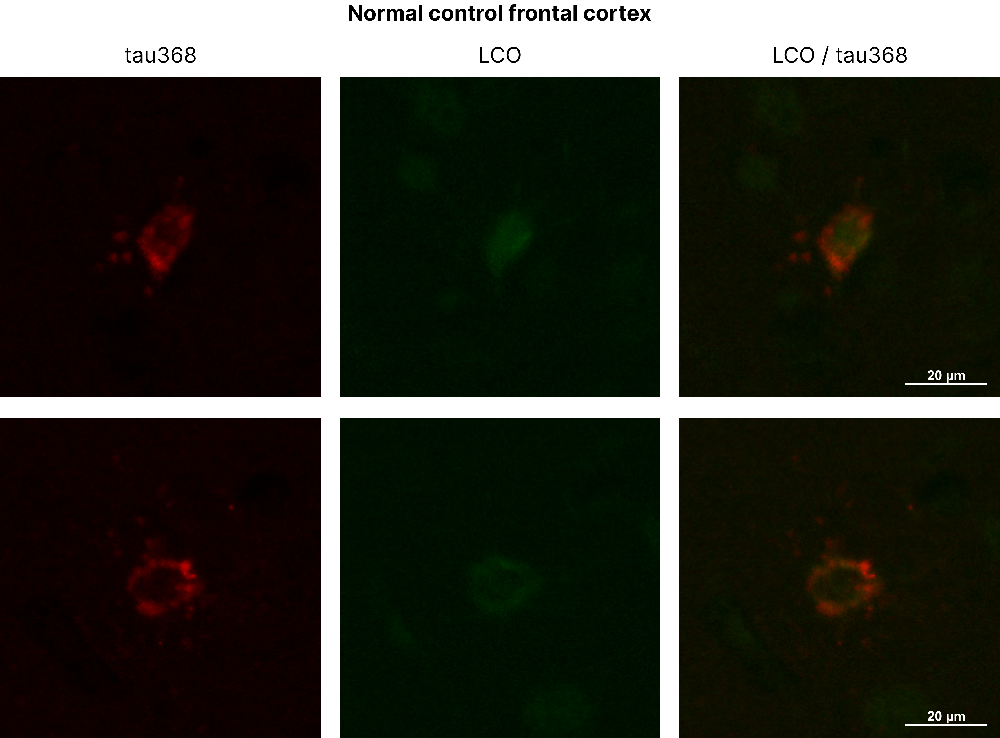 Normal control frontal cortex
tau368 LCO LCO / tau368
20 µm
20 µm